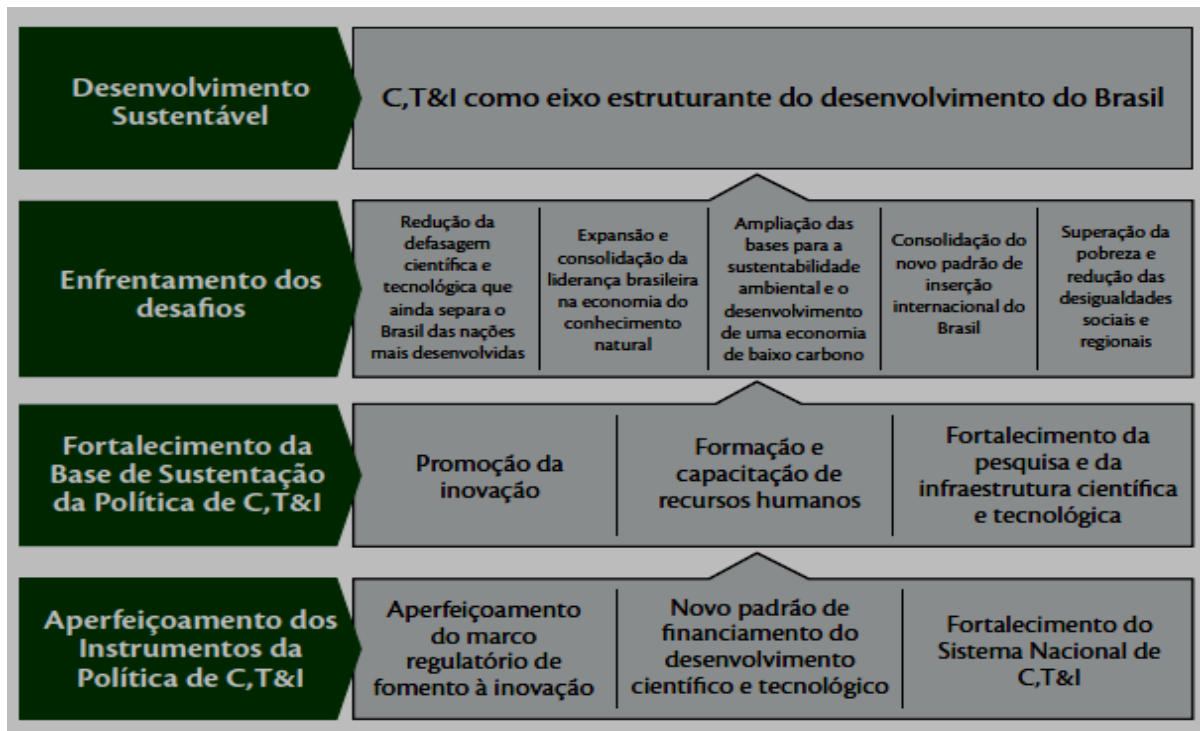 Desenvolvimento
Sustentável
C,T&I como eixo estruturante do desenvolvimento do Brasil
Enfrentamento dos
desafios
Redução da
defasagem
científica e
tecnológica que
ainda separa o
Brasil das nações
mais desenvolvidas
Expansão e
consolidação da
liderança brasileira
na economia do
conhecimento
natural
Ampliação das
bases para a
sustentabilidade
ambiental e o
desenvolvimento
de uma economia
de baixo carbono
Consolidação do
novo padrão de
inserção
internacional do
Brasil
Superação da
pobreza e
redução das
desigualdades
sociais e
regionais
Fortalecimento da
Base de Sustentação
da Política de C,T&I
Promoção da
inovação
Formação e
capacitação de
recursos humanos
Fortalecimento da
pesquisa e da
infraestrutura científica
e tecnológica
Aperfeiçoamento dos
Instrumentos da
Política de C,T&I
Aperfeiçoamento
do marco
regulatório de
fomento à inovação
Novo padrão de
financiamento do
desenvolvimento
científico e tecnológico
Fortalecimento do
Sistema Nacional de
C,T&I